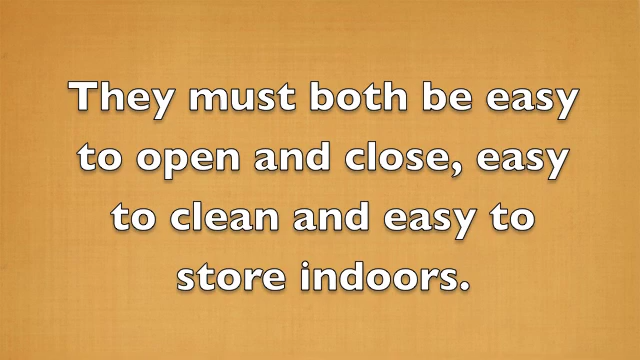 They must both be easy
to open and close, easy
to clean and easy to
store indoors.